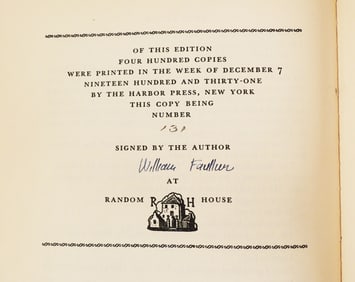 OF THIS EDITION
FOUR HUNDRED COPIES
WERE PRINTED IN THE WEEK OF DECEMBER 7
NINETEEN HUNDRED AND THIRTY-ONE
BY THE HARBOR PRESS, NEW YORK
THIS COPY BEING
NUMBER
SIGNED BY THE AUTHOR
William Faulkner
AT
RANDOM R H HOUSE